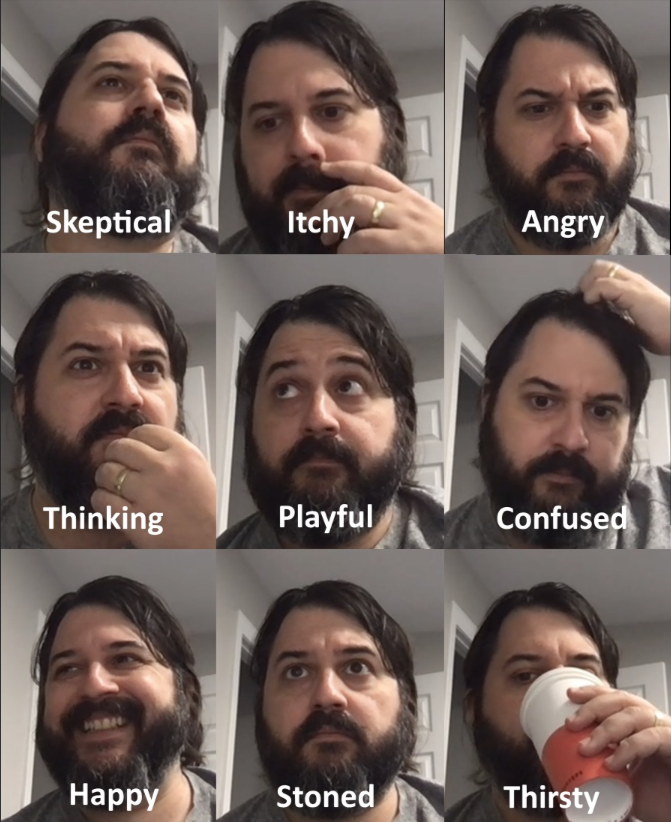 Skeptical
Itchy
Angry
Thinking
Playful
Confused
Happy
Stoned
Thirsty